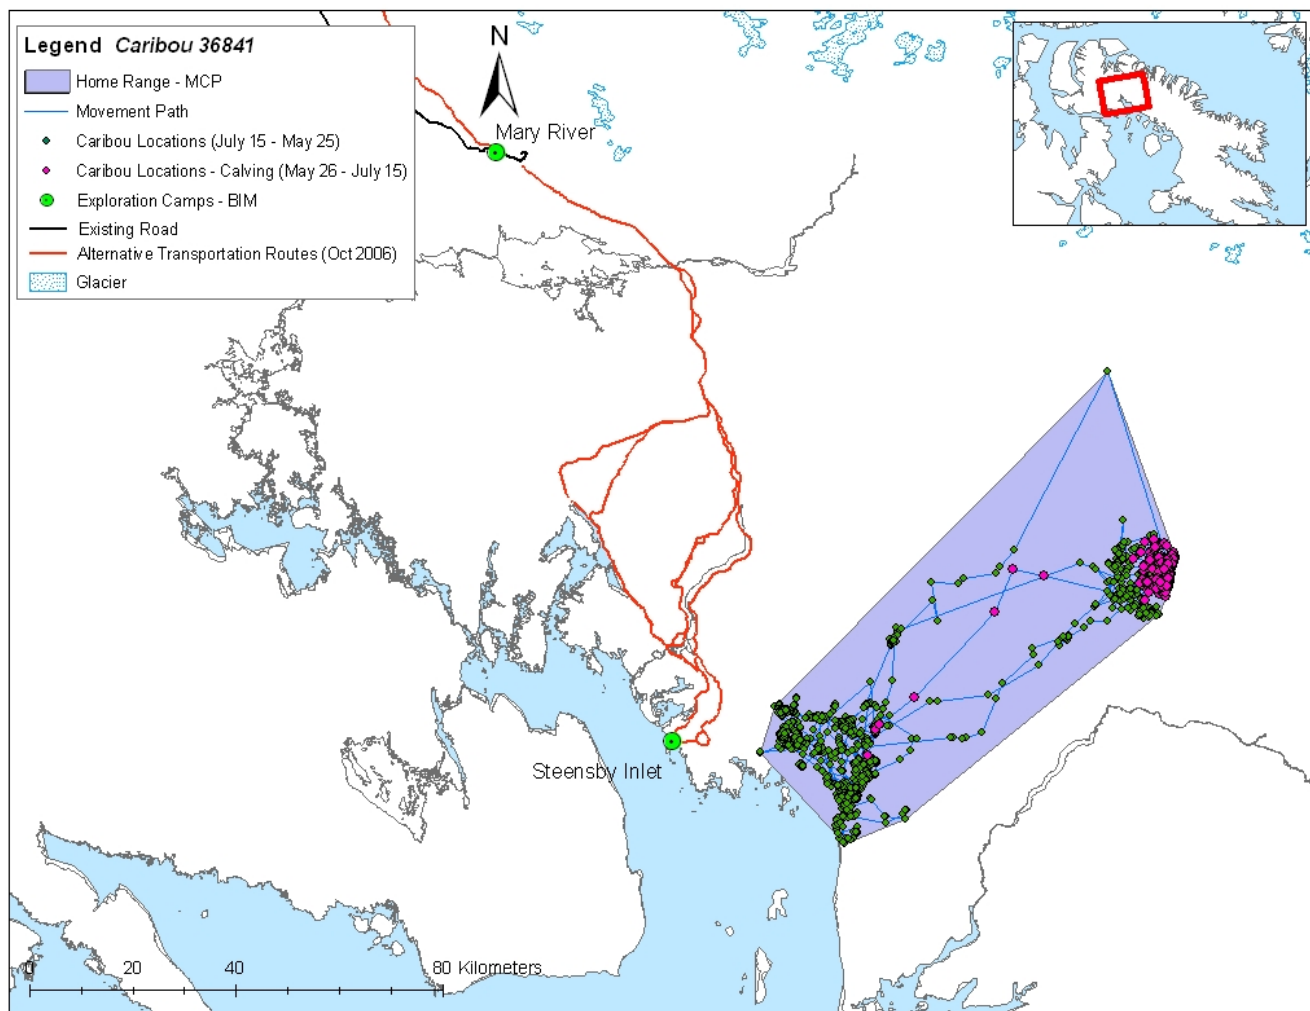 Legend Caribou 36841
Home Range - MCP
Movement Path
Caribou Locations (July 15 - May 25)
Caribou Locations - Calving (May 26 - July 15)
Exploration Camps - BIM
Existing Road
Alternative Transportation Routes (Oct 2006)
Glacier
N
Mary River
Steensby Inlet
0 20 40 80 Kilometers